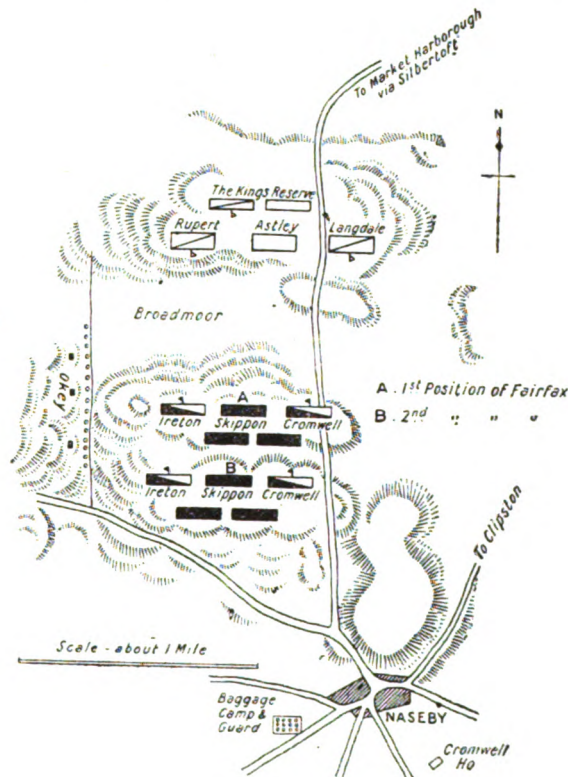 To Market Harborough
via Silbertoft
N
The Kings Reserve
Rupert
Astley
Langdale
Broadmoor
Okey
A
A. 1st Position of Fairfax
B. 2nd " " "
Ireton
Skippon
Cromwell
B
Ireton
Skippon
Cromwell
To Clipston
Scale - about 1 Mile
Baggage
Camp &
Guard
NASEBY
Cromwell
Hq